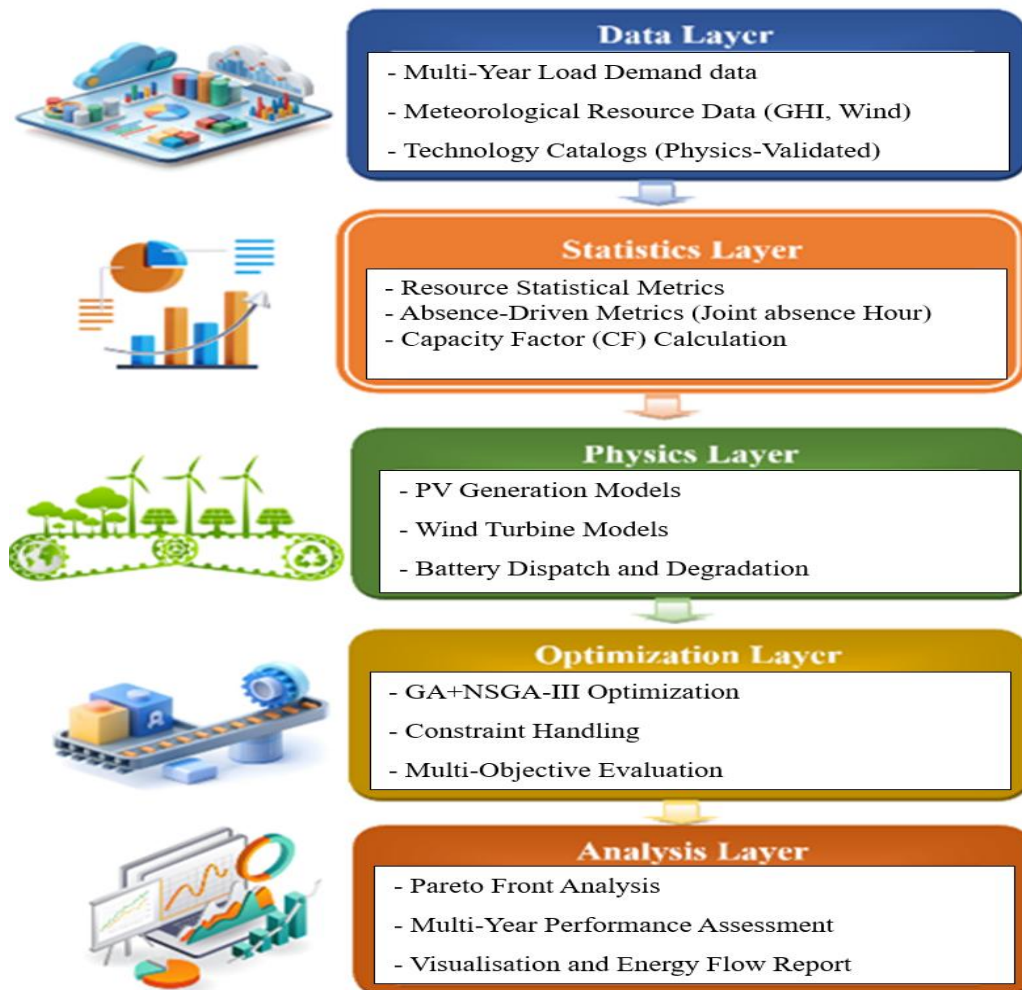 Data Layer
- Multi-Year Load Demand data
- Meteorological Resource Data (GHI, Wind)
- Technology Catalogs (Physics-Validated)
Statistics Layer
- Resource Statistical Metrics
- Absence-Driven Metrics (Joint absence Hour)
- Capacity Factor (CF) Calculation
Physics Layer
- PV Generation Models
- Wind Turbine Models
- Battery Dispatch and Degradation
Optimization Layer
- GA+NSGA-III Optimization
- Constraint Handling
- Multi-Objective Evaluation
Analysis Layer
- Pareto Front Analysis
- Multi-Year Performance Assessment
- Visualisation and Energy Flow Report